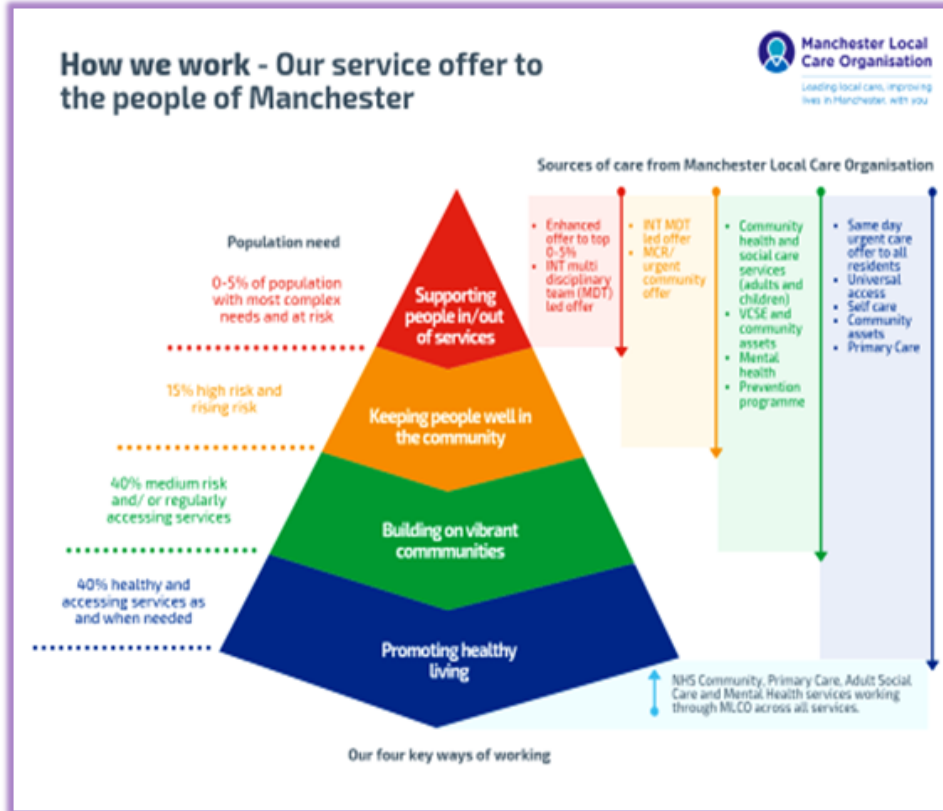 How we work - Our service offer to
the people of Manchester
Manchester Local
Care Organisation
Leading local care, improving
lives in Manchester, with you
Sources of care from Manchester Local Care Organisation
Population need
0-5% of population
with most complex
needs and at risk
15% high risk and
rising risk
40% medium risk
and/ or regularly
accessing services
40% healthy and
accessing services as
and when needed
Supporting
people in/out
of services
Keeping people well in
the community
Building on vibrant
commmunities
Promoting healthy
living
• Enhanced
offer to top
0-5%
• INT multi
disciplinary
team (MDT)
led offer
• INT MDT
led offer
• MCR/
urgent
community
offer
• Community
health and
social care
services
(adults and
children)
• VCSE and
community
assets
• Mental
health
• Prevention
programme
• Same day
urgent care
offer to all
residents
• Universal
access
• Self care
• Community
assets
• Primary Care
NHS Community, Primary Care, Adult Social
Care and Mental Health services working
through MLCO across all services.
Our four key ways of working